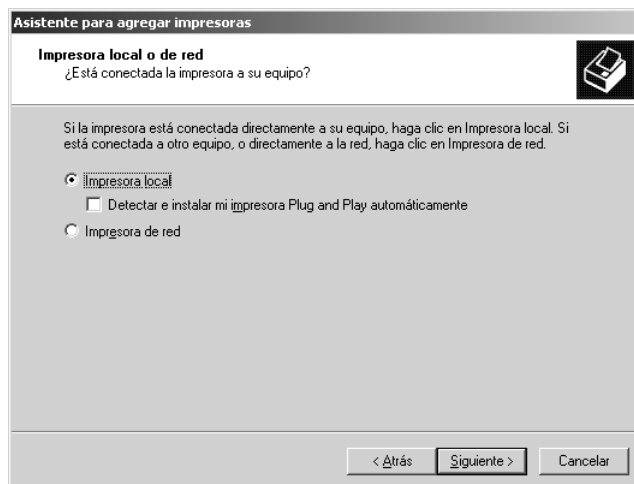 Asistente para agregar impresoras
Impresora local o de red
¿Está conectada la impresora a su equipo?
Si la impresora está conectada directamente a su equipo, haga clic en Impresora local. Si
está conectada a otro equipo, o directamente a la red, haga clic en Impresora de red.
Impresora local
Detectar e instalar mi impresora Plug and Play automáticamente
Impresora de red
< Atrás Siguiente > Cancelar